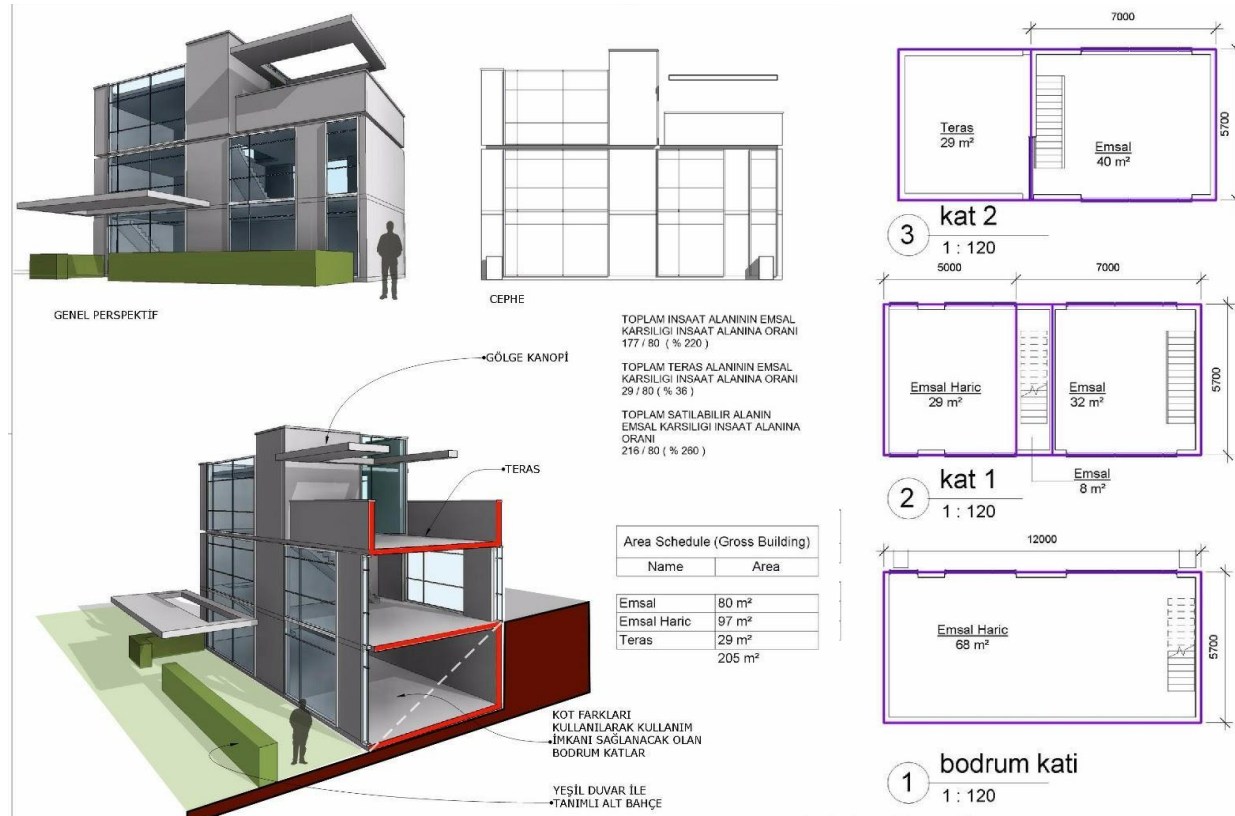 GENEL PERSPEKTİF
CEPHE
TOPLAM INSAAT ALANININ EMSAL
KARSILIGI INSAAT ALANINA ORANI
177 / 80 ( % 220 )
TOPLAM TERAS ALANININ EMSAL
KARSILIGI INSAAT ALANINA ORANI
29 / 80 ( % 36 )
TOPLAM SATILABILIR ALANIN
EMSAL KARSILIGI INSAAT ALANINA
ORANI
216 / 80 ( % 260 )
GÖLGE KANOPİ
TERAS
KOT FARKLARI
KULLANILARAK KULLANIM
İMKANI SAĞLANACAK OLAN
BODRUM KATLAR
YEŞİL DUVAR İLE
TANIMLI ALT BAHÇE
Area Schedule (Gross Building)
Name Area
Emsal 80 m²
Emsal Haric 97 m²
Teras 29 m²
205 m²
7000
5700
Teras
29 m²
Emsal
40 m²
3 kat 2
1 : 120
5000 7000
5700
Emsal Haric
29 m²
Emsal
32 m²
Emsal
8 m²
2 kat 1
1 : 120
12000
5700
Emsal Haric
68 m²
1 bodrum kati
1 : 120